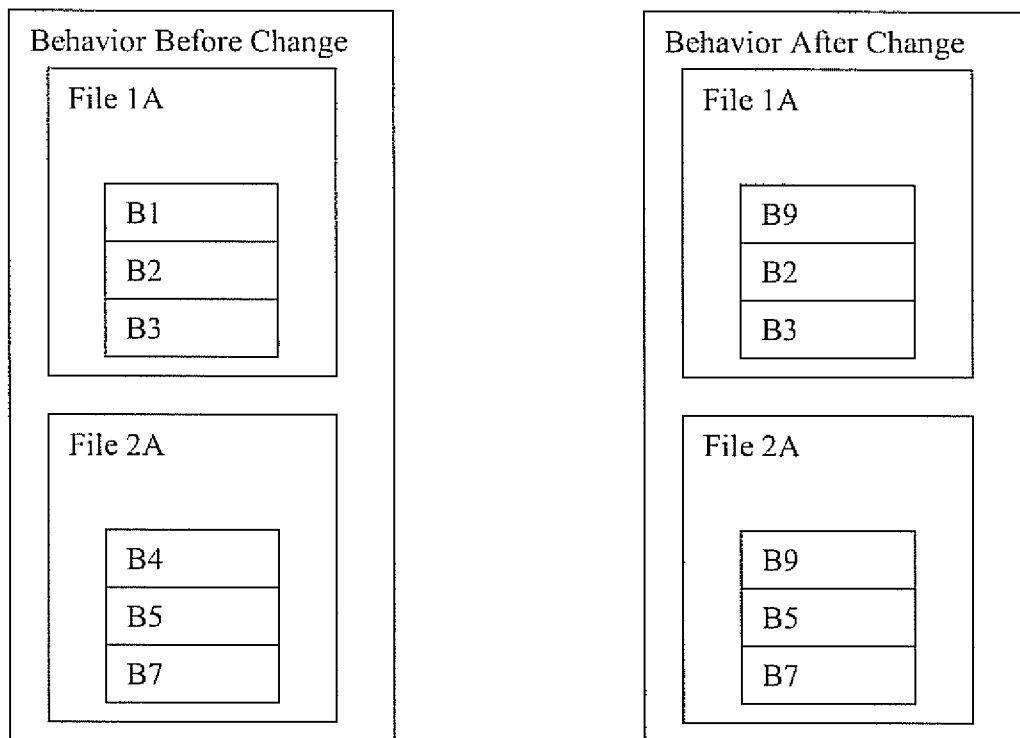 Behavior Before Change
File 1A
B1
B2
B3
File 2A
B4
B5
B7
Behavior After Change
File 1A
B9
B2
B3
File 2A
B9
B5
B7